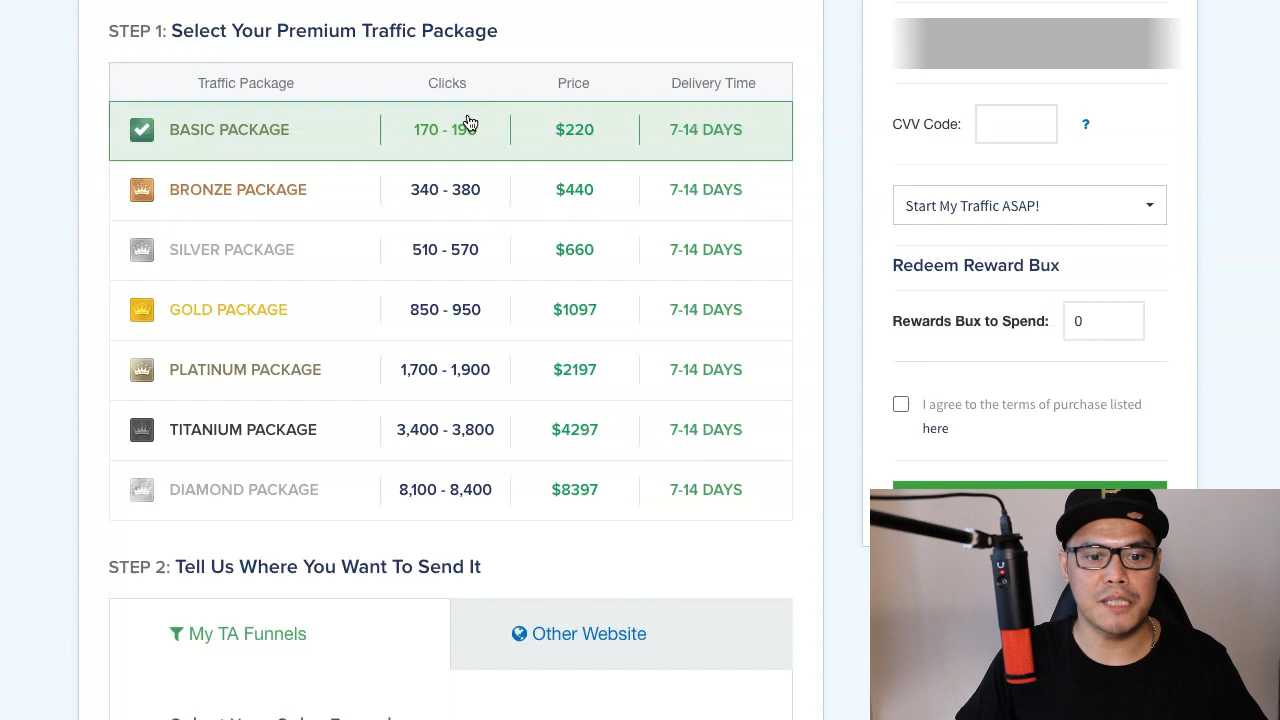 STEP 1: Select Your Premium Traffic Package
Traffic Package Clicks Price Delivery Time
BASIC PACKAGE 170 - $220 7-14 DAYS
BRONZE PACKAGE 340 - 380 $440 7-14 DAYS
SILVER PACKAGE 510 - 570 $660 7-14 DAYS
GOLD PACKAGE 850 - 950 $1097 7-14 DAYS
PLATINUM PACKAGE 1,700 - 1,900 $2197 7-14 DAYS
TITANIUM PACKAGE 3,400 - 3,800 $4297 7-14 DAYS
DIAMOND PACKAGE 8,100 - 8,400 $8397 7-14 DAYS
STEP 2: Tell Us Where You Want To Send It
My TA Funnels Other Website
CVV Code: ?
Start My Traffic ASAP!
Redeem Reward Bux
Rewards Bux to Spend: 0
I agree to the terms of purchase listed
here